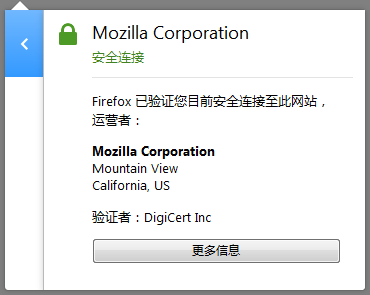 Mozilla Corporation
安全连接
Firefox 已验证您目前安全连接至此网站，
运营者：
Mozilla Corporation
Mountain View
California, US
验证者：DigiCert Inc
更多信息